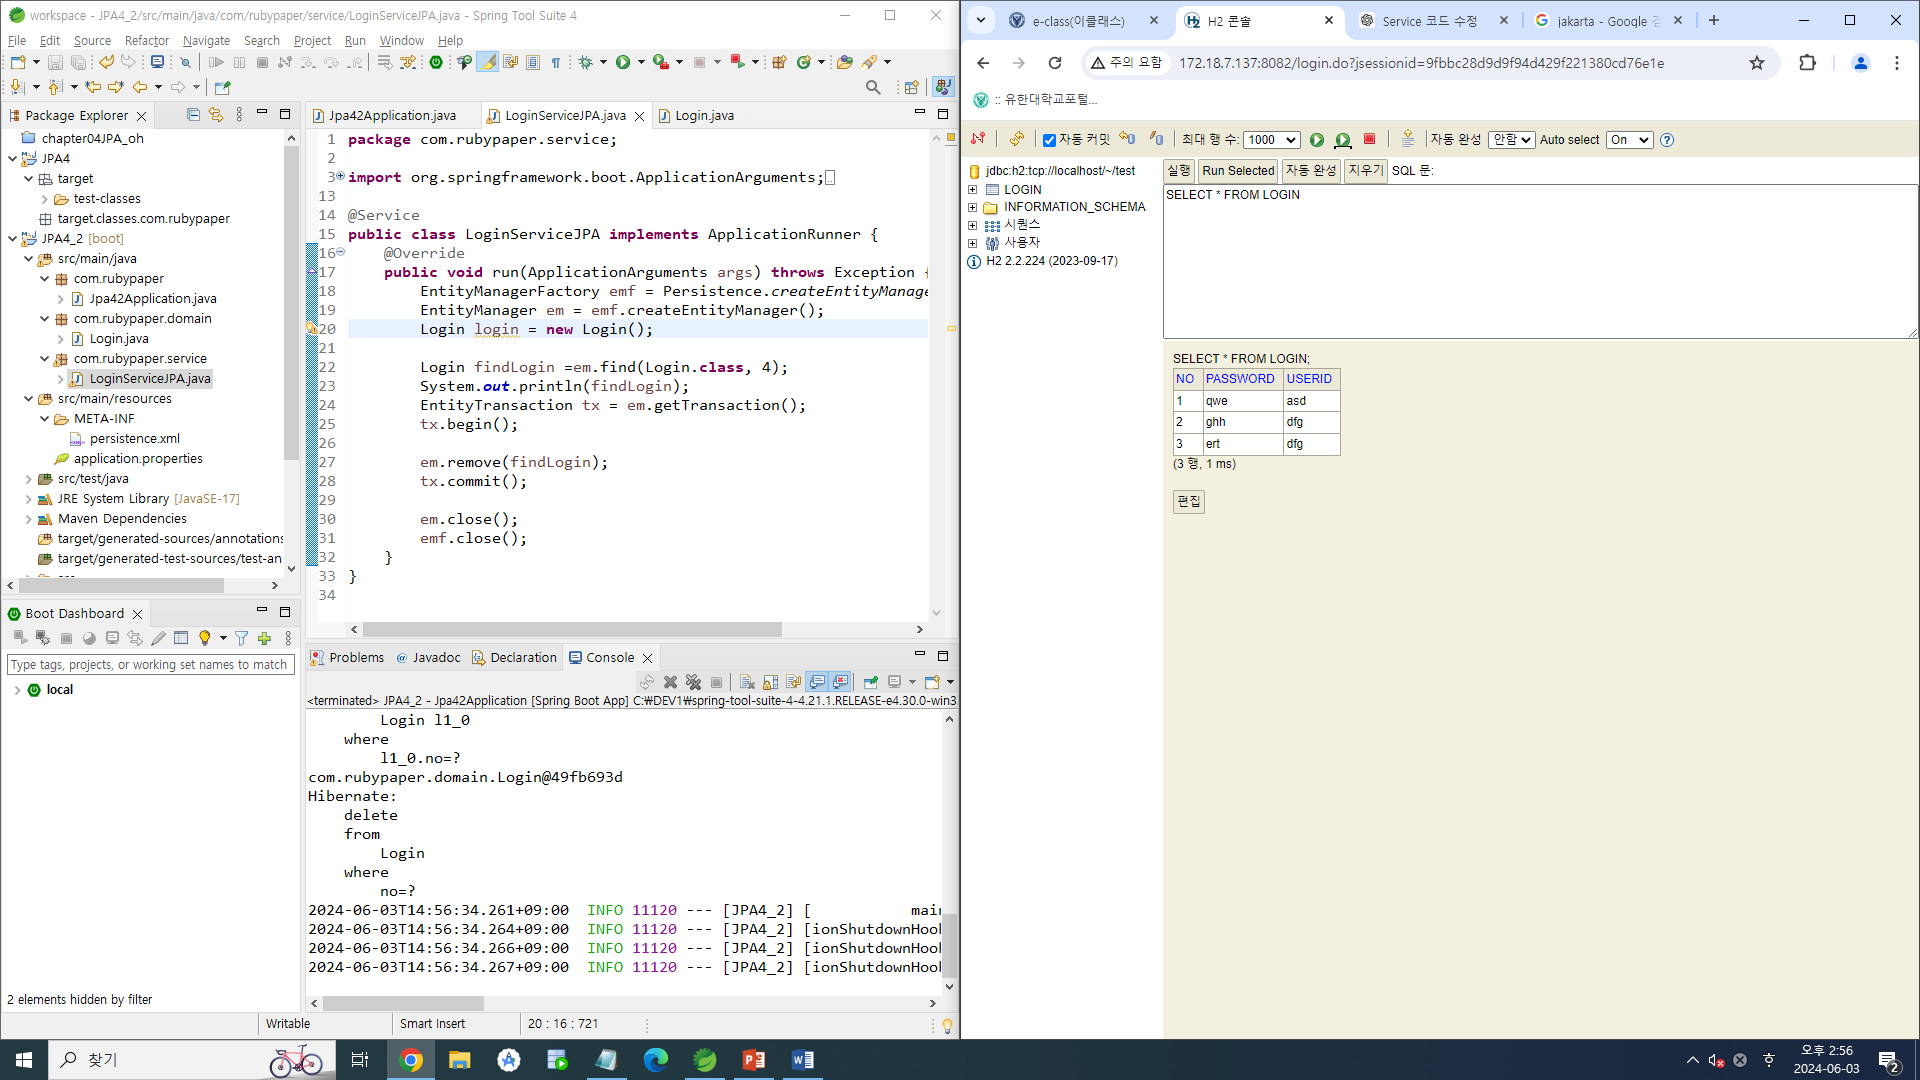 workspace - JPA4_2/src/main/java/com/rubypaper/service/LoginServiceJPA.java - Spring Tool Suite 4
File Edit Source Refactor Navigate Search Project Run Window Help
Package Explorer
chapter04JPA_oh
JPA4
target
test-classes
target.classes.com.rubypaper
JPA4_2 [boot]
src/main/java
com.rubypaper
Jpa42Application.java
com.rubypaper.domain
Login.java
com.rubypaper.service
LoginServiceJPA.java
src/main/resources
META-INF
persistence.xml
application.properties
src/test/java
JRE System Library [JavaSE-17]
Maven Dependencies
target/generated-sources/annotations
target/generated-test-sources/test-an
Boot Dashboard
Type tags, projects, or working set names to match
local
2 elements hidden by filter
Jpa42Application.java LoginServiceJPA.java Login.java
1 package com.rubypaper.service;
2
3 import org.springframework.boot.ApplicationArguments;
13
14 @Service
15 public class LoginServiceJPA implements ApplicationRunner {
16 @Override
17 public void run(ApplicationArguments args) throws Exception {
18 EntityManagerFactory emf = Persistence.createEntityManage
19 EntityManager em = emf.createEntityManager();
20 Login login = new Login();
21
22 Login findLogin =em.find(Login.class, 4);
23 System.out.println(findLogin);
24 EntityTransaction tx = em.getTransaction();
25 tx.begin();
26
27 em.remove(findLogin);
28 tx.commit();
29
30 em.close();
31 emf.close();
32 }
33 }
34
Problems @ Javadoc Declaration Console
<terminated> JPA4_2 - Jpa42Application [Spring Boot App] C:₩DEV1₩spring-tool-suite-4-4.21.1.RELEASE-e4.30.0-win3
Login l1_0
where
l1_0.no=?
com.rubypaper.domain.Login@49fb693d
Hibernate:
delete
from
Login
where
no=?
2024-06-03T14:56:34.261+09:00 INFO 11120 --- [JPA4_2] [ main
2024-06-03T14:56:34.264+09:00 INFO 11120 --- [JPA4_2] [ionShutdownHook
2024-06-03T14:56:34.266+09:00 INFO 11120 --- [JPA4_2] [ionShutdownHook
2024-06-03T14:56:34.267+09:00 INFO 11120 --- [JPA4_2] [ionShutdownHook
Writable Smart Insert 20 : 16 : 721
e-class(이클래스) H2 콘솔 Service 코드 수정 jakarta - Google
주의 요함 172.18.7.137:8082/login.do?jsessionid=9fbbc28d9d9f94d429f221380cd76e1e
:: 유한대학교포털...
자동 커밋 최대 행 수: 1000 자동 완성 안함 Auto select On
jdbc:h2:tcp://localhost/~/test
LOGIN
INFORMATION_SCHEMA
시퀀스
사용자
H2 2.2.224 (2023-09-17)
실행 Run Selected 자동 완성 지우기 SQL 문:
SELECT * FROM LOGIN
SELECT * FROM LOGIN;
NO PASSWORD USERID
1 qwe asd
2 ghh dfg
3 ert dfg
(3 행, 1 ms)
편집
찾기
오후 2:56
2024-06-03
2